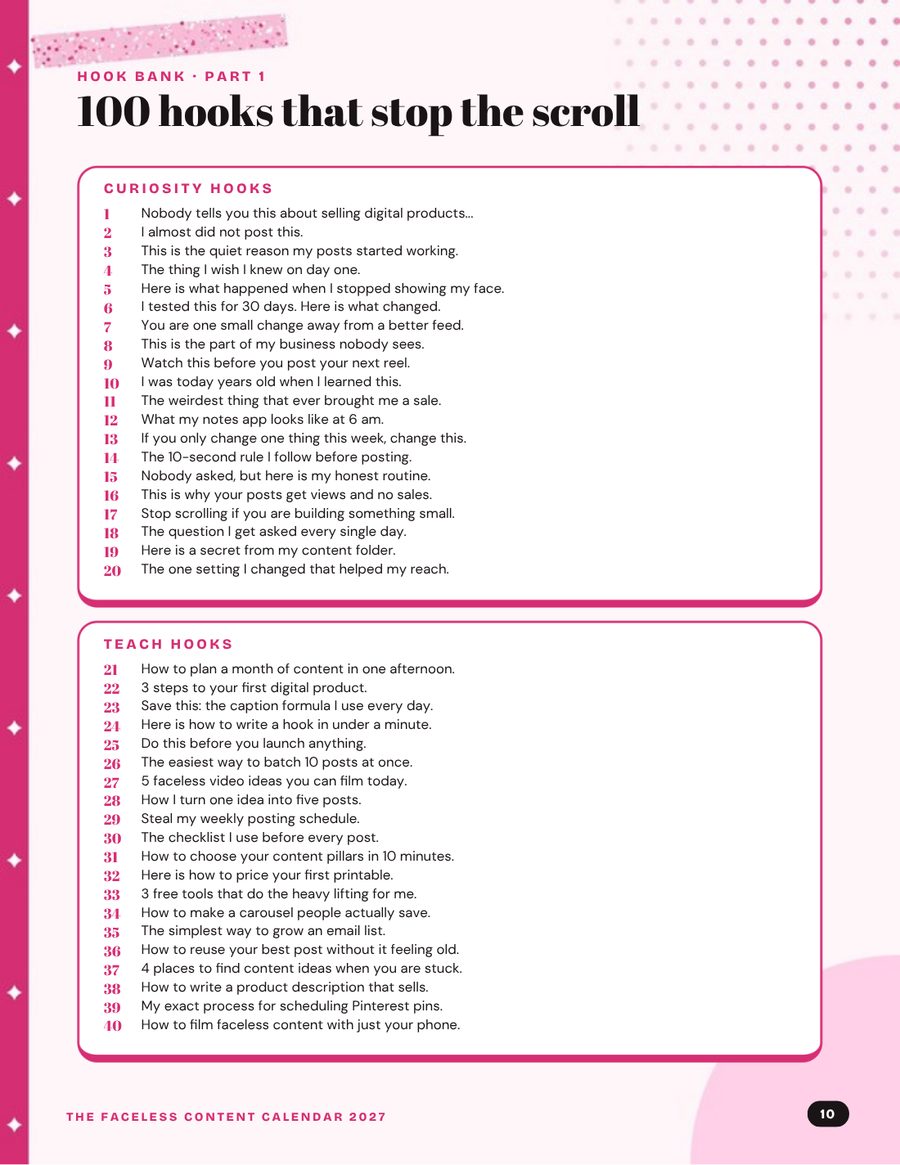 HOOK BANK · PART 1
100 hooks that stop the scroll
CURIOSITY HOOKS
1 Nobody tells you this about selling digital products...
2 I almost did not post this.
3 This is the quiet reason my posts started working.
4 The thing I wish I knew on day one.
5 Here is what happened when I stopped showing my face.
6 I tested this for 30 days. Here is what changed.
7 You are one small change away from a better feed.
8 This is the part of my business nobody sees.
9 Watch this before you post your next reel.
10 I was today years old when I learned this.
11 The weirdest thing that ever brought me a sale.
12 What my notes app looks like at 6 am.
13 If you only change one thing this week, change this.
14 The 10-second rule I follow before posting.
15 Nobody asked, but here is my honest routine.
16 This is why your posts get views and no sales.
17 Stop scrolling if you are building something small.
18 The question I get asked every single day.
19 Here is a secret from my content folder.
20 The one setting I changed that helped my reach.
TEACH HOOKS
21 How to plan a month of content in one afternoon.
22 3 steps to your first digital product.
23 Save this: the caption formula I use every day.
24 Here is how to write a hook in under a minute.
25 Do this before you launch anything.
26 The easiest way to batch 10 posts at once.
27 5 faceless video ideas you can film today.
28 How I turn one idea into five posts.
29 Steal my weekly posting schedule.
30 The checklist I use before every post.
31 How to choose your content pillars in 10 minutes.
32 Here is how to price your first printable.
33 3 free tools that do the heavy lifting for me.
34 How to make a carousel people actually save.
35 The simplest way to grow an email list.
36 How to reuse your best post without it feeling old.
37 4 places to find content ideas when you are stuck.
38 How to write a product description that sells.
39 My exact process for scheduling Pinterest pins.
40 How to film faceless content with just your phone.
THE FACELESS CONTENT CALENDAR 2027
10